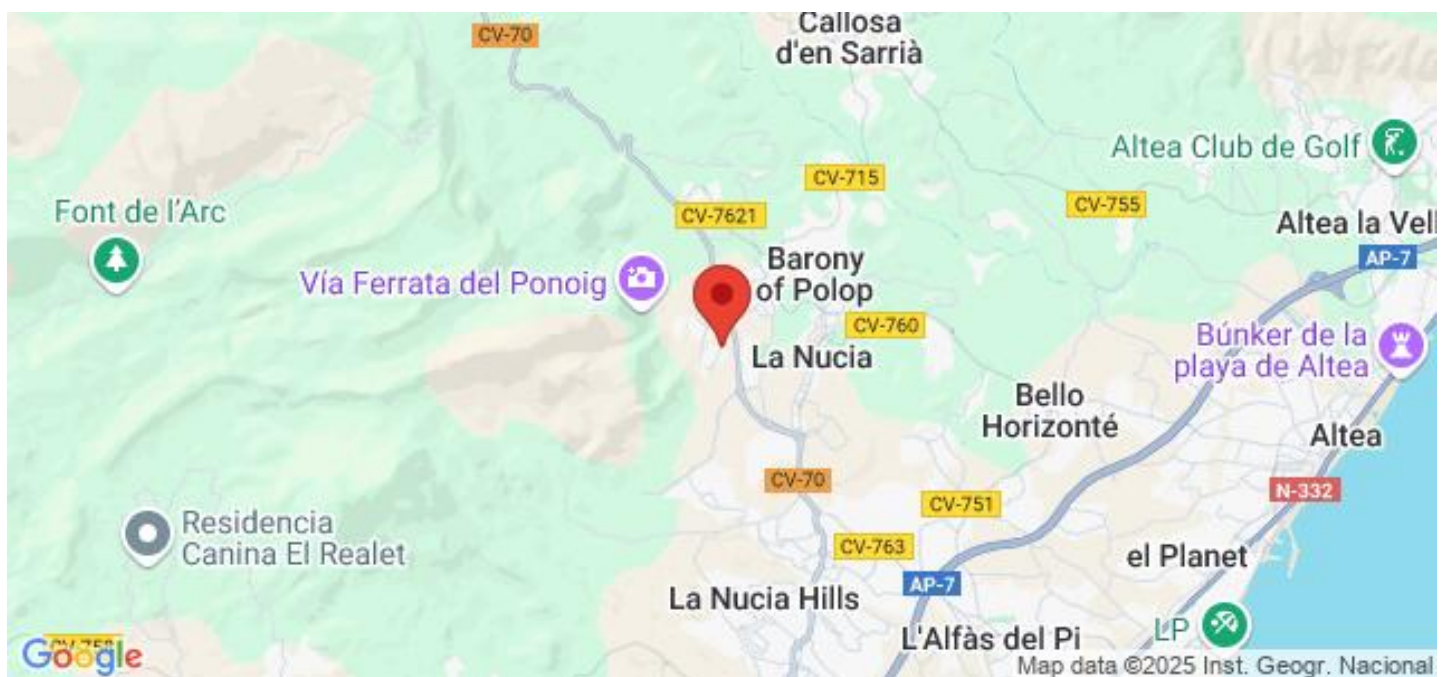 CV-70
Callosa
d'en Sarrià
Altea Club de Golf
CV-715
CV-755
Font de l'Arc
CV-7621
Altea la Vell
AP-7
Barony
of Polop
Vía Ferrata del Ponoig
CV-760
Búnker de la
playa de Altea
La Nucia
Bello
Horizonté
Altea
CV-70
N-332
CV-751
Residencia
Canina El Realet
CV-763
el Planet
AP-7
La Nucia Hills
L'Alfàs del Pi
LP
Google
Map data ©2025 Inst. Geogr. Nacional